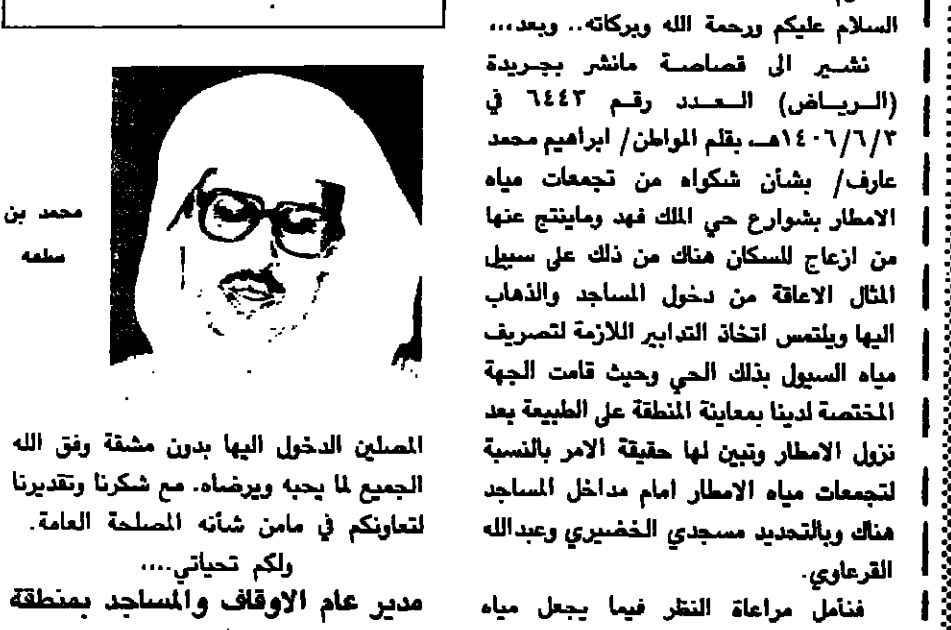 السلام عليكم ورحمة الله وبركاته.. وبعد...
نشير الى قصاصة مانشر بجريدة
(الرياض) العدد رقم ٦٤٤٣ في
١٤٠٦/٦/٣هـ بقلم المواطن/ ابراهيم محمد
عارف/ بشأن شكواه من تجمعات مياه
الامطار بشوارع حي الملك فهد وماينتج عنها
من ازعاج للسكان هناك من ذلك على سبيل
المثال الاعاقة من دخول المساجد والذهاب
اليها ويلتمس اتخاذ التدابير اللازمة لتصريف
مياه السيول بذلك الحي وحيث قامت الجهة
المختصة لدينا بمعاينة المنطقة على الطبيعة بعد
نزول الامطار وتبين لها حقيقة الامر بالنسبة
لتجمعات مياه الامطار امام مداخل المساجد
هناك وبالتحديد مسجدي الخضيري وعبدالله
القرعاوي.
فنأمل مراعاة النظر فيما يجعل مياه
محمد بن
سلمه
المصلين الدخول اليها بدون مشقة وفق الله
الجميع لما يحبه ويرضاه. مع شكرنا وتقديرنا
لتعاونكم في مامن شأنه المصلحة العامة.
ولكم تحياتي....
مدير عام الاوقاف والمساجد بمنطقة